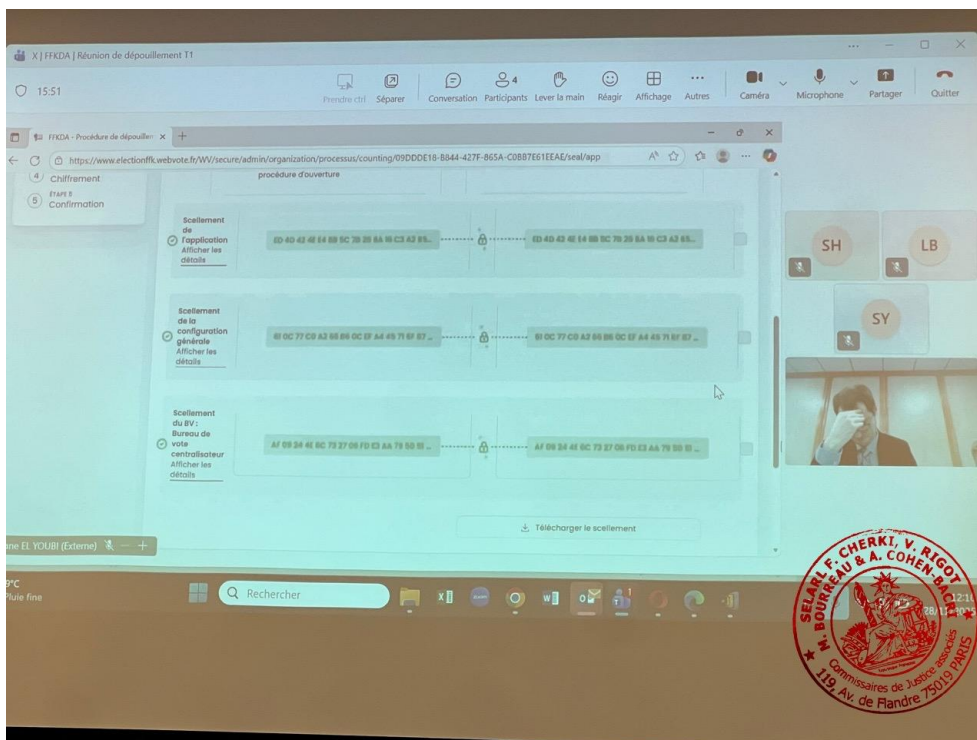 X | FFKDA | Réunion de dépouillement T1
15:51
Prendre ctrl Séparer Conversation Participants Lever la main Réagir Affichage Autres Caméra Microphone Partager Quitter
4
FFKDA - Procédure de dépouillem
https://www.electionffk.webvote.fr/WV/secure/admin/organization/processus/counting/09DDDE18-B844-427F-865A-C0BB7E61EEAE/seal/app
4 Chiffrement
procédure d'ouverture
ÉTAPE 5
5 Confirmation
Scellement
de
l'application
Afficher les
détails
Scellement
de la
configuration
générale
Afficher les
détails
Scellement
du BV :
Bureau de
vote
centralisateur
Afficher les
détails
Télécharger le scellement
SH
LB
SY
EL YOUBI (Externe)
9°C
Pluie fine
Rechercher
SELARL F. CHERKI, V. RIGOT
M. BOURREAU & A. COHEN-BACRI
Commissaires de Justice associés
119, Av. de Flandre 75019 PARIS